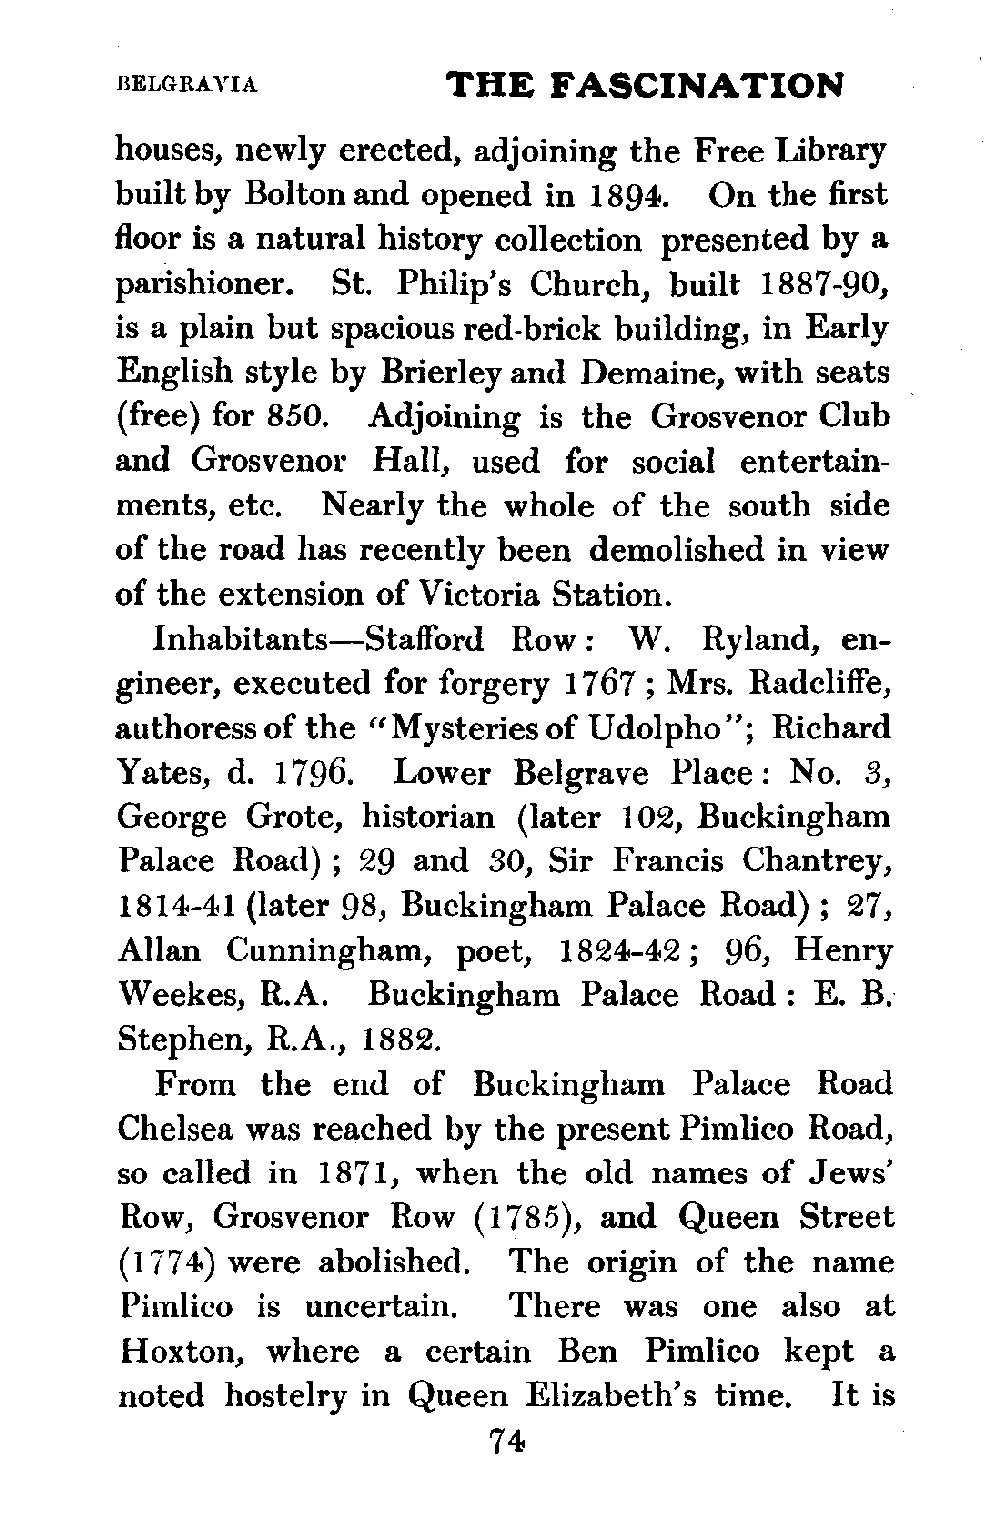 BELGRAVIA THE FASCINATION
houses, newly erected, adjoining the Free Library
built by Bolton and opened in 1894. On the first
floor is a natural history collection presented by a
parishioner. St. Philip's Church, built 1887-90,
is a plain but spacious red-brick building, in Early
English style by Brierley and Demaine, with seats
(free) for 850. Adjoining is the Grosvenor Club
and Grosvenor Hall, used for social entertain-
ments, etc. Nearly the whole of the south side
of the road has recently been demolished in view
of the extension of Victoria Station.
Inhabitants—Stafford Row: W. Ryland, en-
gineer, executed for forgery 1767; Mrs. Radcliffe,
authoress of the "Mysteries of Udolpho"; Richard
Yates, d. 1796. Lower Belgrave Place: No. 3,
George Grote, historian (later 102, Buckingham
Palace Road); 29 and 30, Sir Francis Chantrey,
1814-41 (later 98, Buckingham Palace Road); 27,
Allan Cunningham, poet, 1824-42; 96, Henry
Weekes, R.A. Buckingham Palace Road: E. B.
Stephen, R.A., 1882.
From the end of Buckingham Palace Road
Chelsea was reached by the present Pimlico Road,
so called in 1871, when the old names of Jews'
Row, Grosvenor Row (1785), and Queen Street
(1774) were abolished. The origin of the name
Pimlico is uncertain. There was one also at
Hoxton, where a certain Ben Pimlico kept a
noted hostelry in Queen Elizabeth's time. It is
74